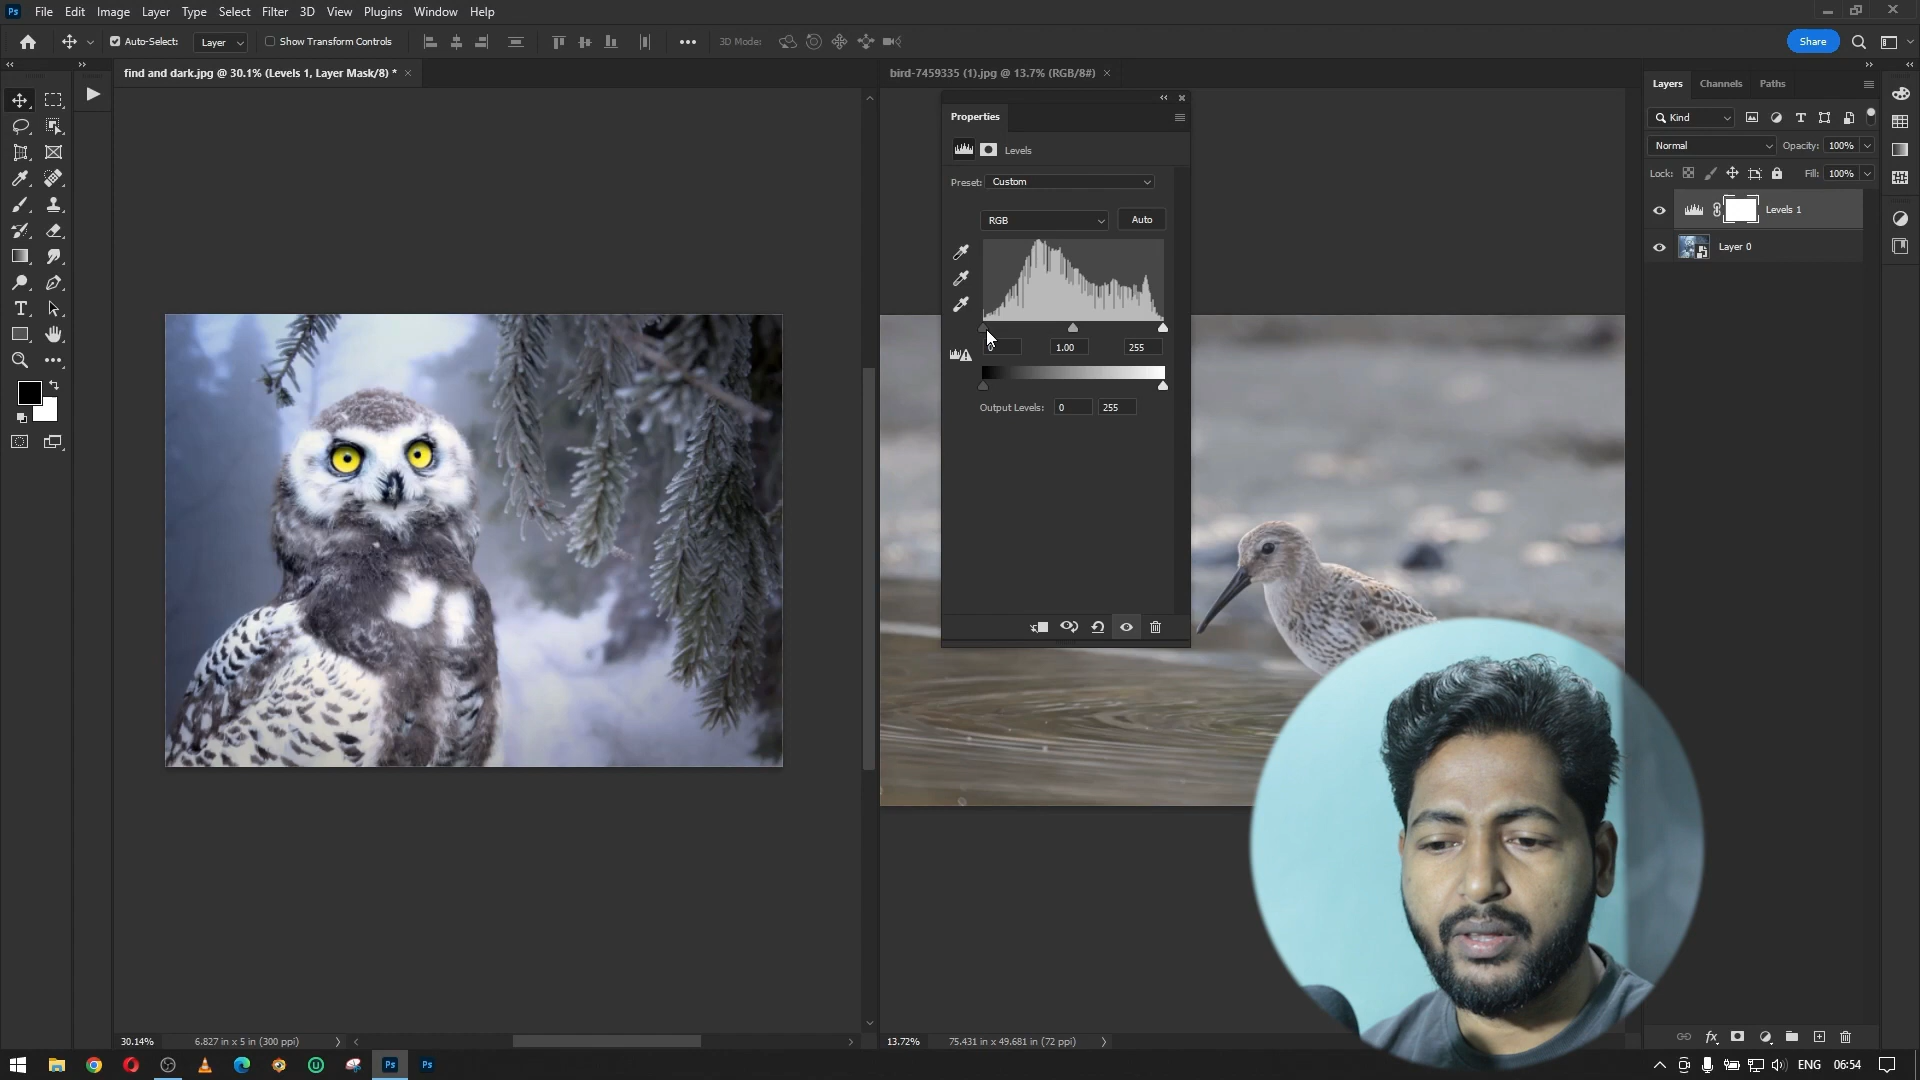 Ps File Edit Image Layer Type Select Filter 3D View Plugins Window Help
Auto-Select: Layer Show Transform Controls 3D Mode: Share
find and dark.jpg @ 30.1% (Levels 1, Layer Mask/8) *
bird-7459335 (1).jpg @ 13.7% (RGB/8#)
Properties
Levels
Preset: Custom
RGB Auto
0 1.00 255
Output Levels: 0 255
Layers Channels Paths
Kind
Normal Opacity: 100%
Lock: Fill: 100%
Levels 1
Layer 0
30.14% 6.827 in x 5 in (300 ppi)
13.72% 75.431 in x 49.681 in (72 ppi)
Ps Ps ENG 06:54